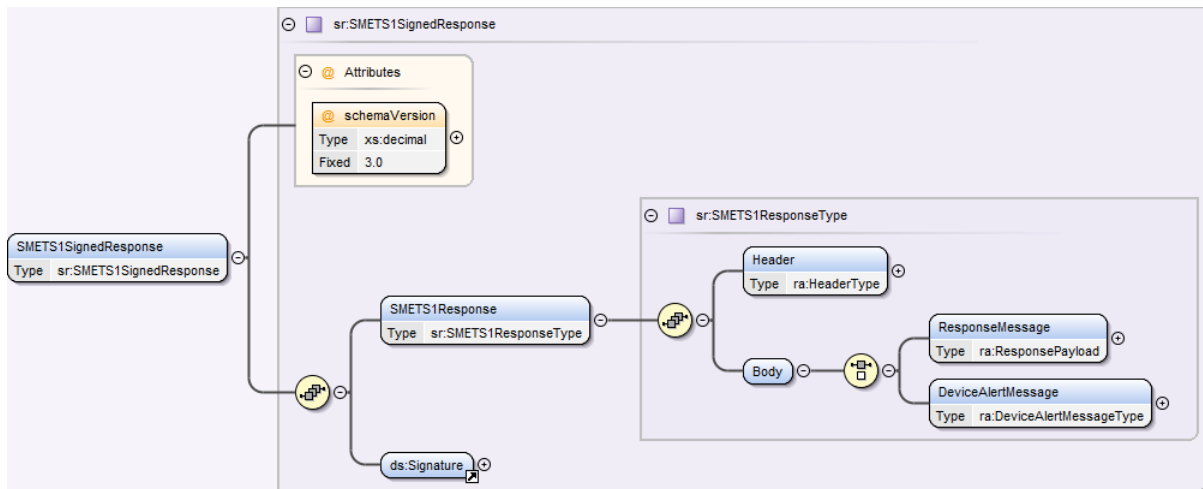 sr:SMETS1SignedResponse
@ Attributes
@ schemaVersion
Type xs:decimal
Fixed 3.0
sr:SMETS1ResponseType
SMETS1SignedResponse
Type sr:SMETS1SignedResponse
Header
Type ra:HeaderType
SMETS1Response
Type sr:SMETS1ResponseType
ResponseMessage
Type ra:ResponsePayload
Body
DeviceAlertMessage
Type ra:DeviceAlertMessageType
ds:Signature